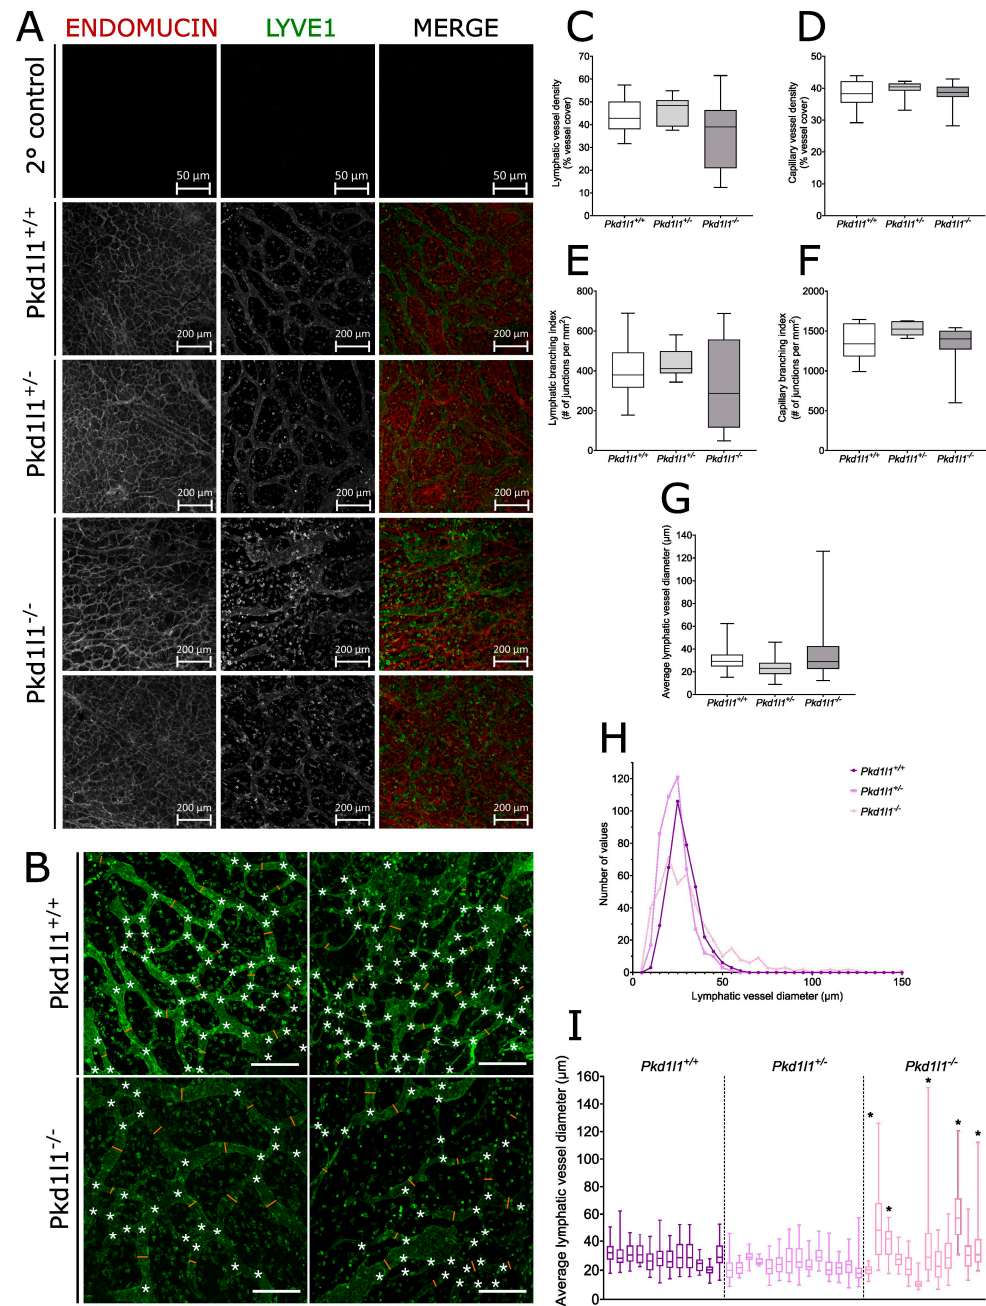 A
ENDOMUCIN LYVE1 MERGE
2° control
50 µm 50 µm 50 µm
Pkd1l1+/+
200 µm 200 µm 200 µm
Pkd1l1+/-
200 µm 200 µm 200 µm
Pkd1l1-/-
200 µm 200 µm 200 µm
200 µm 200 µm 200 µm
B
Pkd1l1+/+
Pkd1l1-/-
C
Lymphatic vessel density
(% vessel cover)
70
60
50
40
30
20
10
0
Pkd1l1+/+ Pkd1l1+/- Pkd1l1-/-
D
Capillary vessel density
(% vessel cover)
50
40
30
20
10
0
Pkd1l1+/+ Pkd1l1+/- Pkd1l1-/-
E
Lymphatic branching index
(# of junctions per mm2)
800
600
400
200
0
Pkd1l1+/+ Pkd1l1+/- Pkd1l1-/-
F
Capillary branching index
(# of junctions per mm2)
2000
1500
1000
500
0
Pkd1l1+/+ Pkd1l1+/- Pkd1l1-/-
G
Average lymphatic vessel diameter (µm)
140
120
100
80
60
40
20
0
Pkd1l1+/+ Pkd1l1+/- Pkd1l1-/-
H
Number of values
120
100
80
60
40
20
0
0 50 100 150
Lymphatic vessel diameter (µm)
Pkd1l1+/+
Pkd1l1+/-
Pkd1l1-/-
I
Average lymphatic vessel diameter (µm)
Pkd1l1+/+ Pkd1l1+/- Pkd1l1-/-
160
140
120
100
80
60
40
20
0
* * * * *